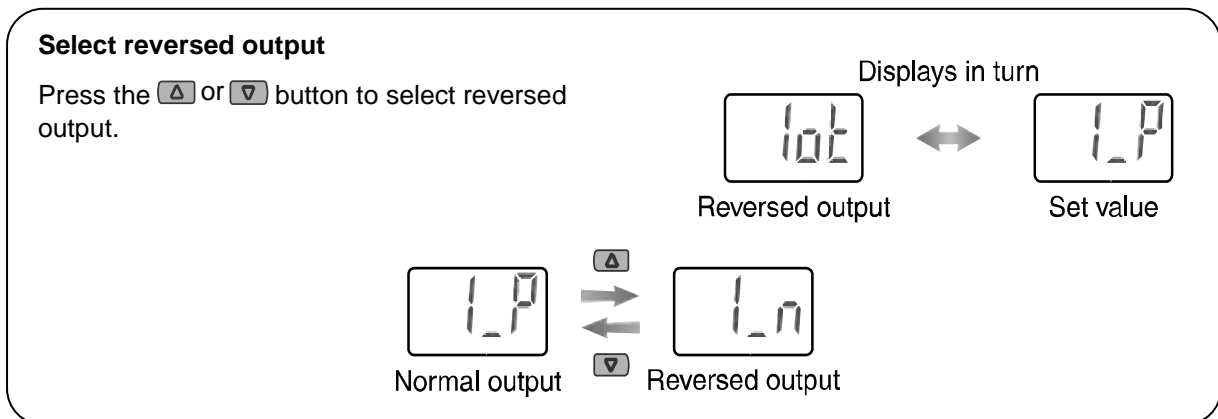 Select reversed output
Press the or button to select reversed
output.
Displays in turn
1ot
1_P
Reversed output
Set value
1_P
1_n
Normal output
Reversed output